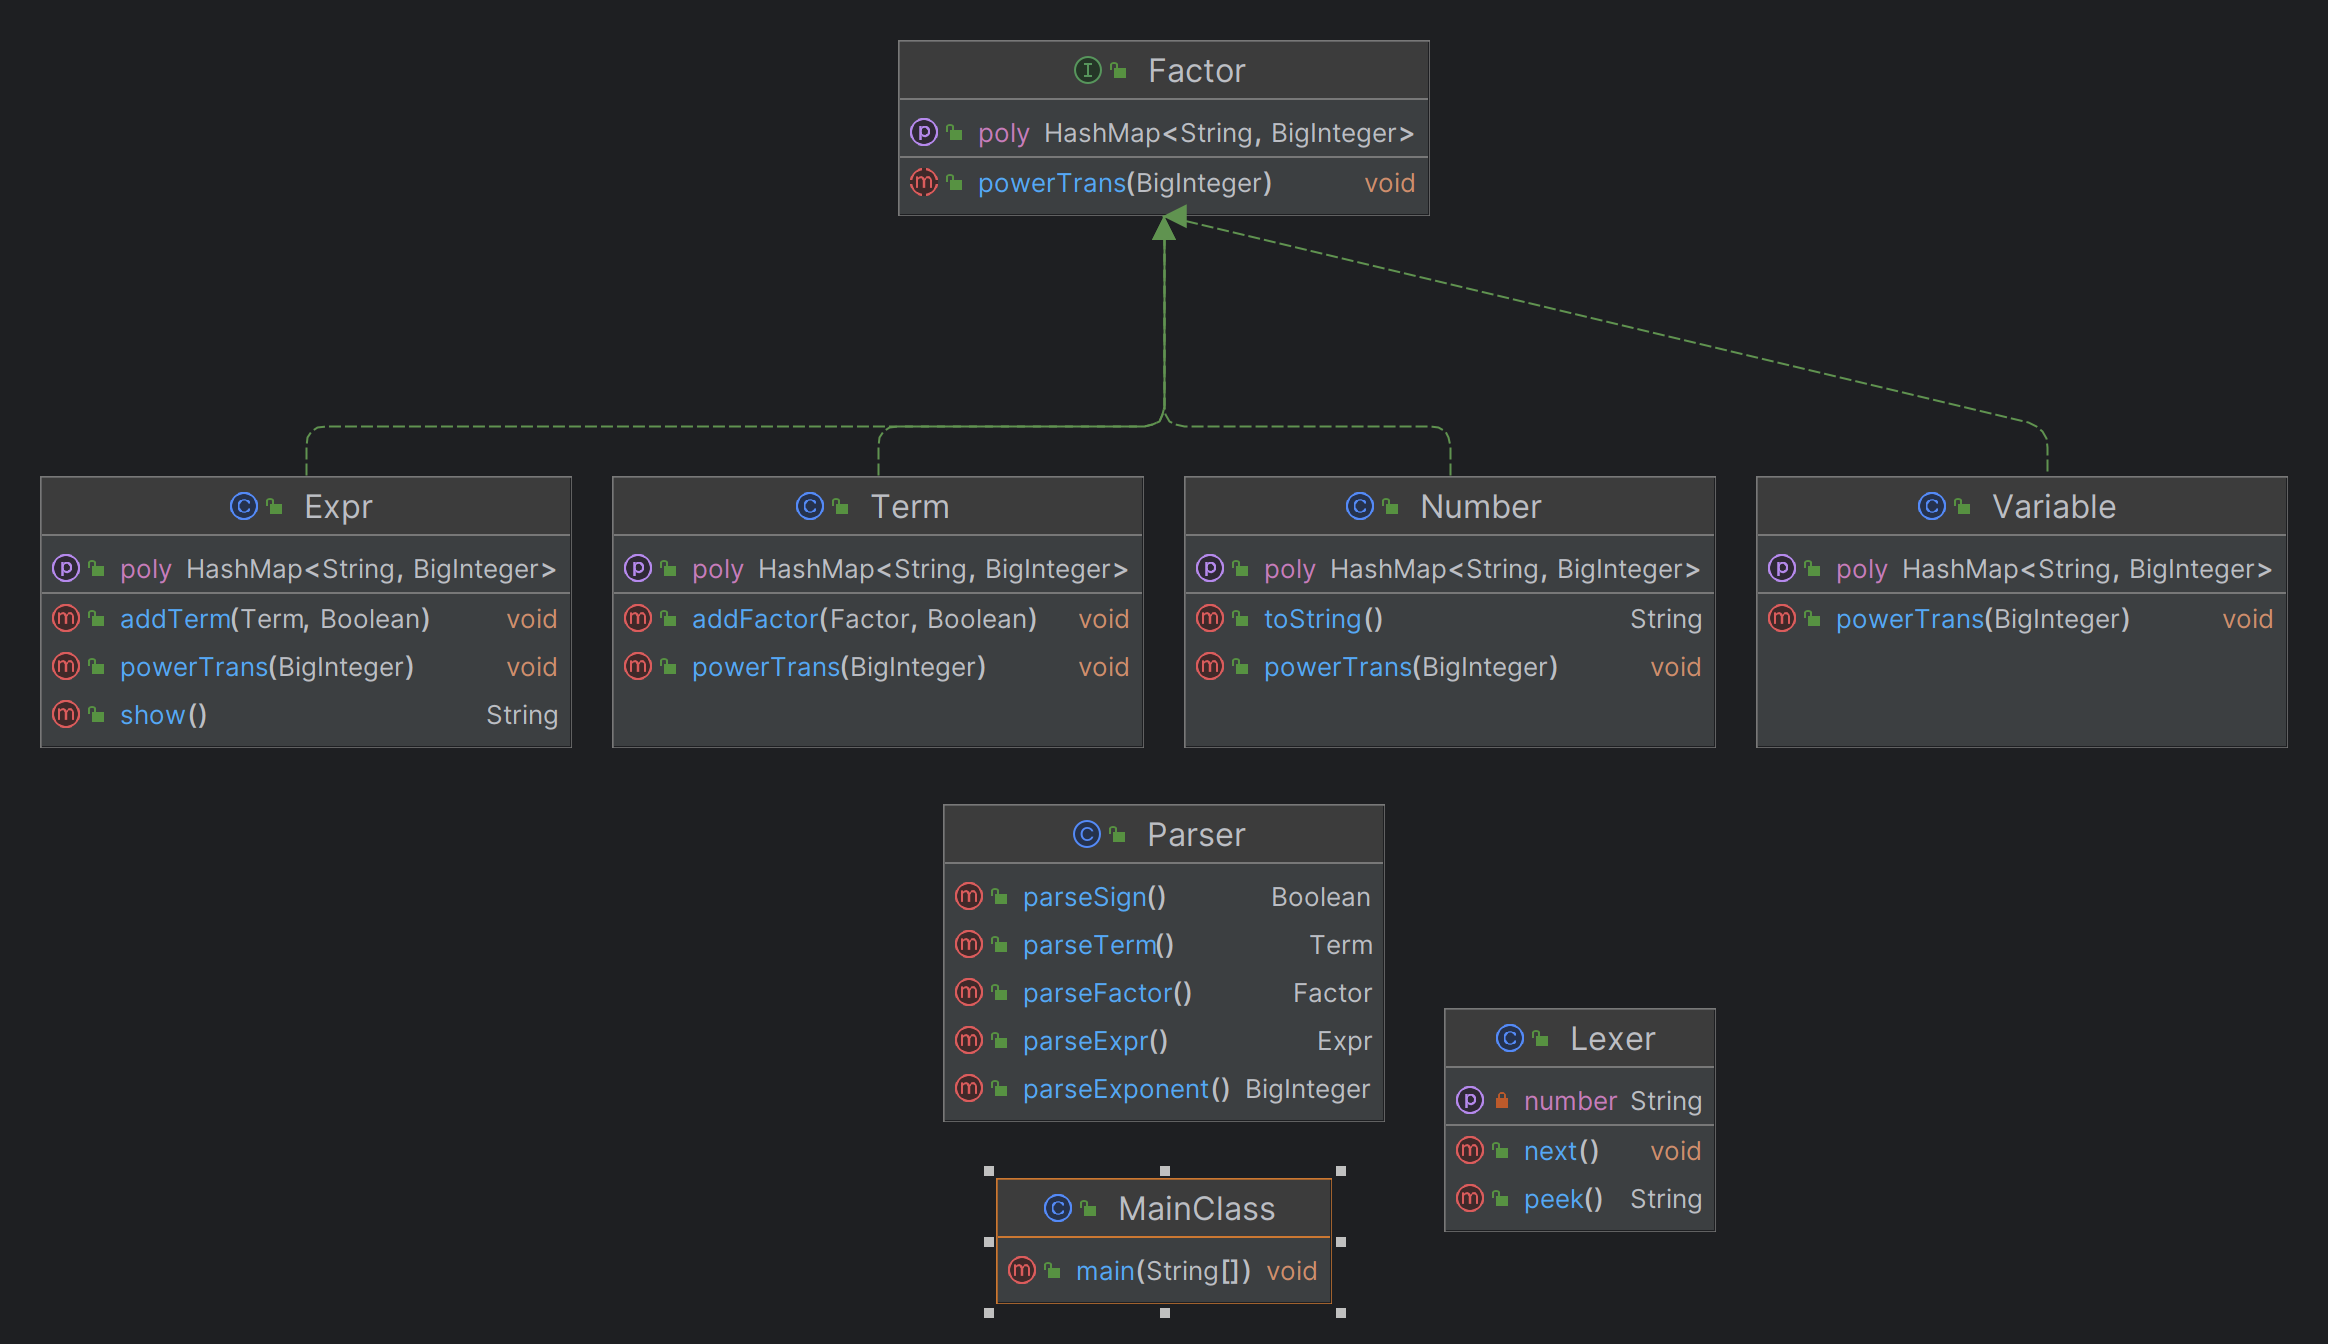 Factor
poly HashMap<String, BigInteger>
powerTrans(BigInteger) void
Expr
poly HashMap<String, BigInteger>
addTerm(Term, Boolean) void
powerTrans(BigInteger) void
show() String
Term
poly HashMap<String, BigInteger>
addFactor(Factor, Boolean) void
powerTrans(BigInteger) void
Number
poly HashMap<String, BigInteger>
toString() String
powerTrans(BigInteger) void
Variable
poly HashMap<String, BigInteger>
powerTrans(BigInteger) void
Parser
parseSign() Boolean
parseTerm() Term
parseFactor() Factor
parseExpr() Expr
parseExponent() BigInteger
Lexer
number String
next() void
peek() String
MainClass
main(String[]) void